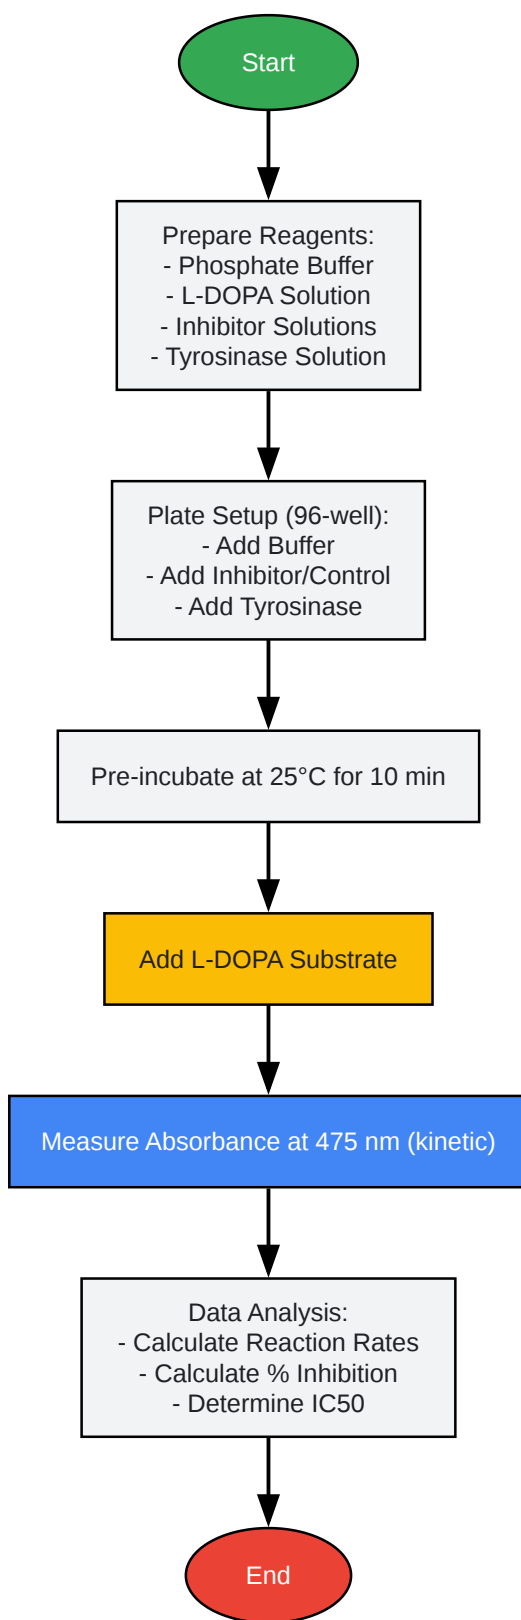 Start
Prepare Reagents:
- Phosphate Buffer
- L-DOPA Solution
- Inhibitor Solutions
- Tyrosinase Solution
Plate Setup (96-well):
- Add Buffer
- Add Inhibitor/Control
- Add Tyrosinase
Pre-incubate at 25°C for 10 min
Add L-DOPA Substrate
Measure Absorbance at 475 nm (kinetic)
Data Analysis:
- Calculate Reaction Rates
- Calculate % Inhibition
- Determine IC50
End